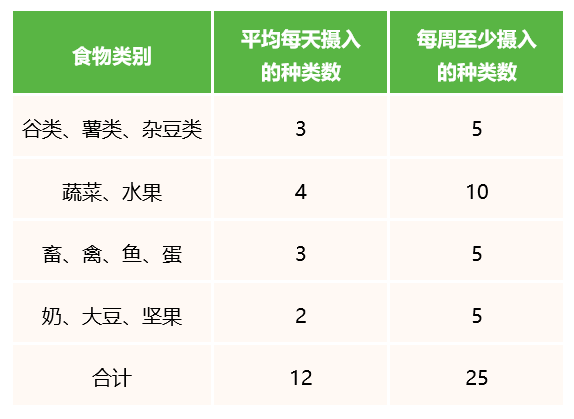 食物类别 平均每天摄入的种类数 每周至少摄入的种类数
谷类、薯类、杂豆类 3 5
蔬菜、水果 4 10
畜、禽、鱼、蛋 3 5
奶、大豆、坚果 2 5
合计 12 25